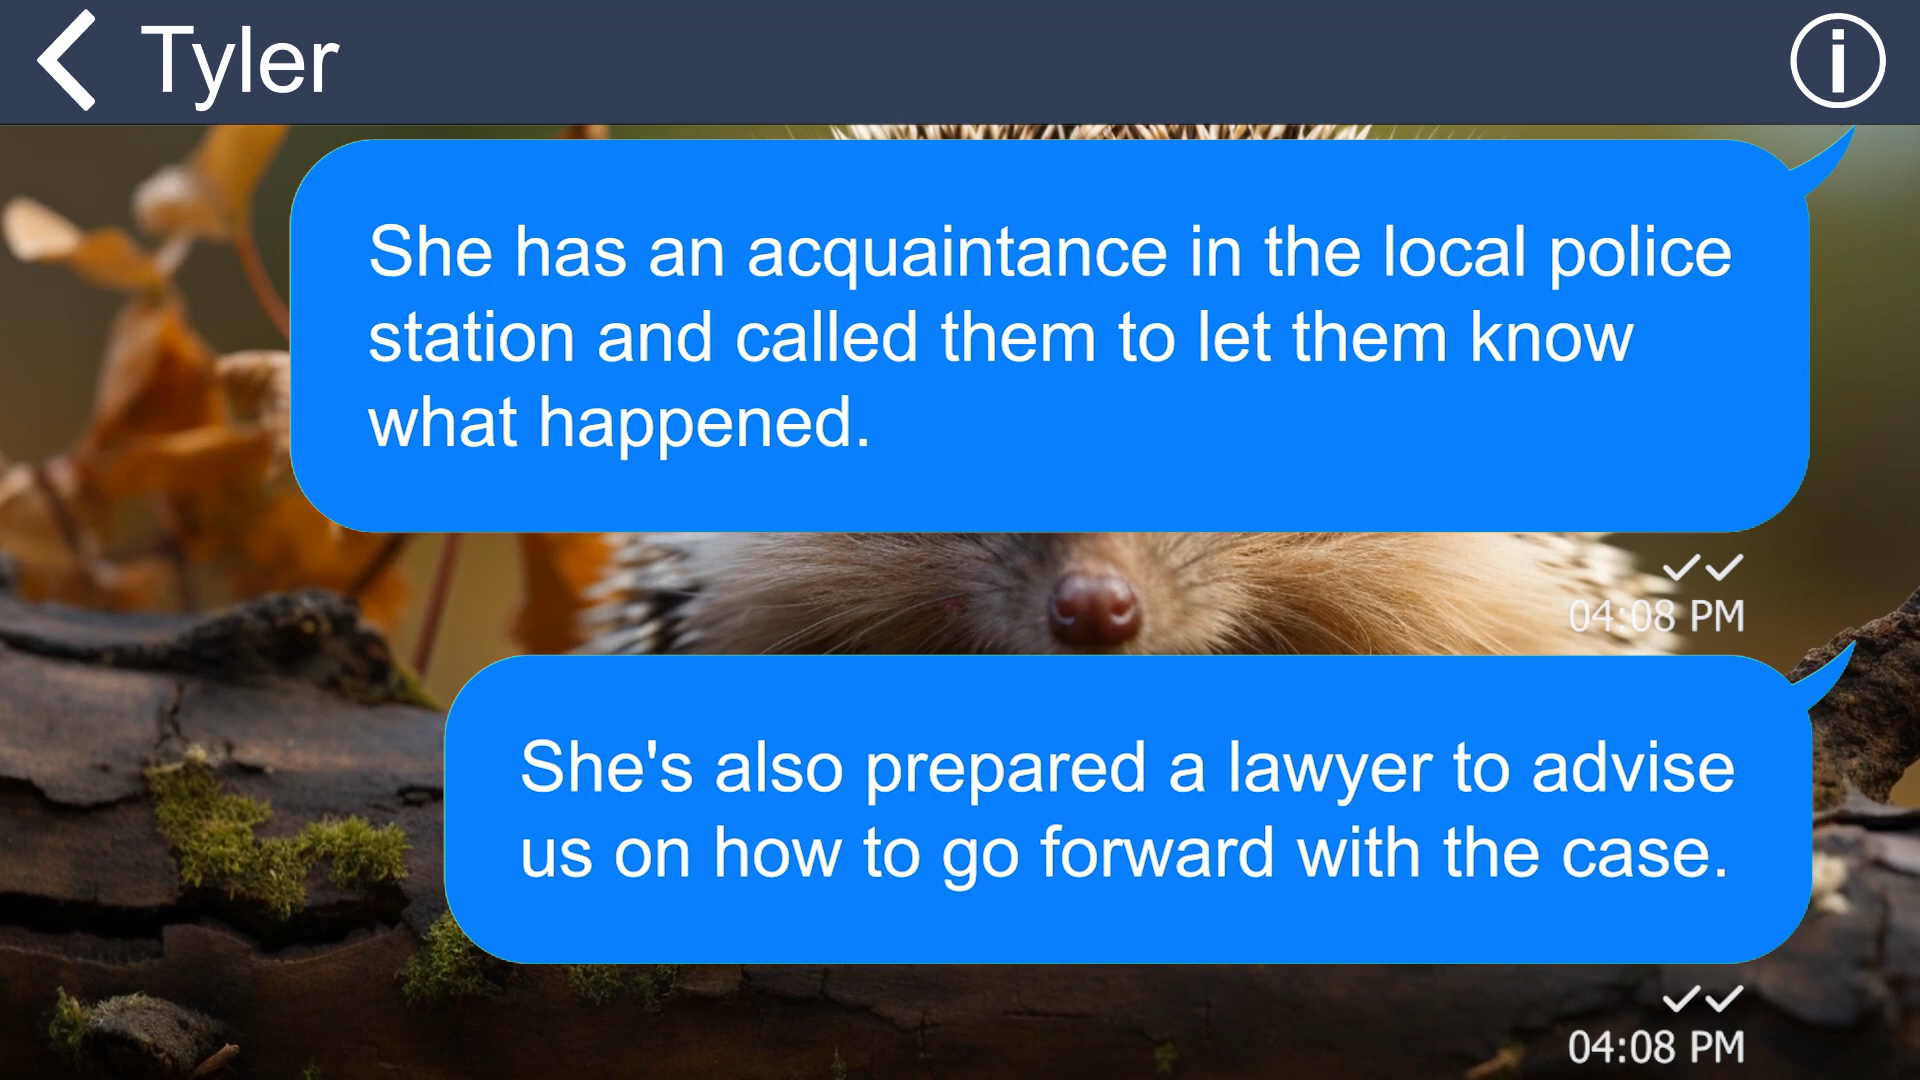 Tyler
She has an acquaintance in the local police
station and called them to let them know
what happened.
04:08 PM
She's also prepared a lawyer to advise
us on how to go forward with the case.
04:08 PM